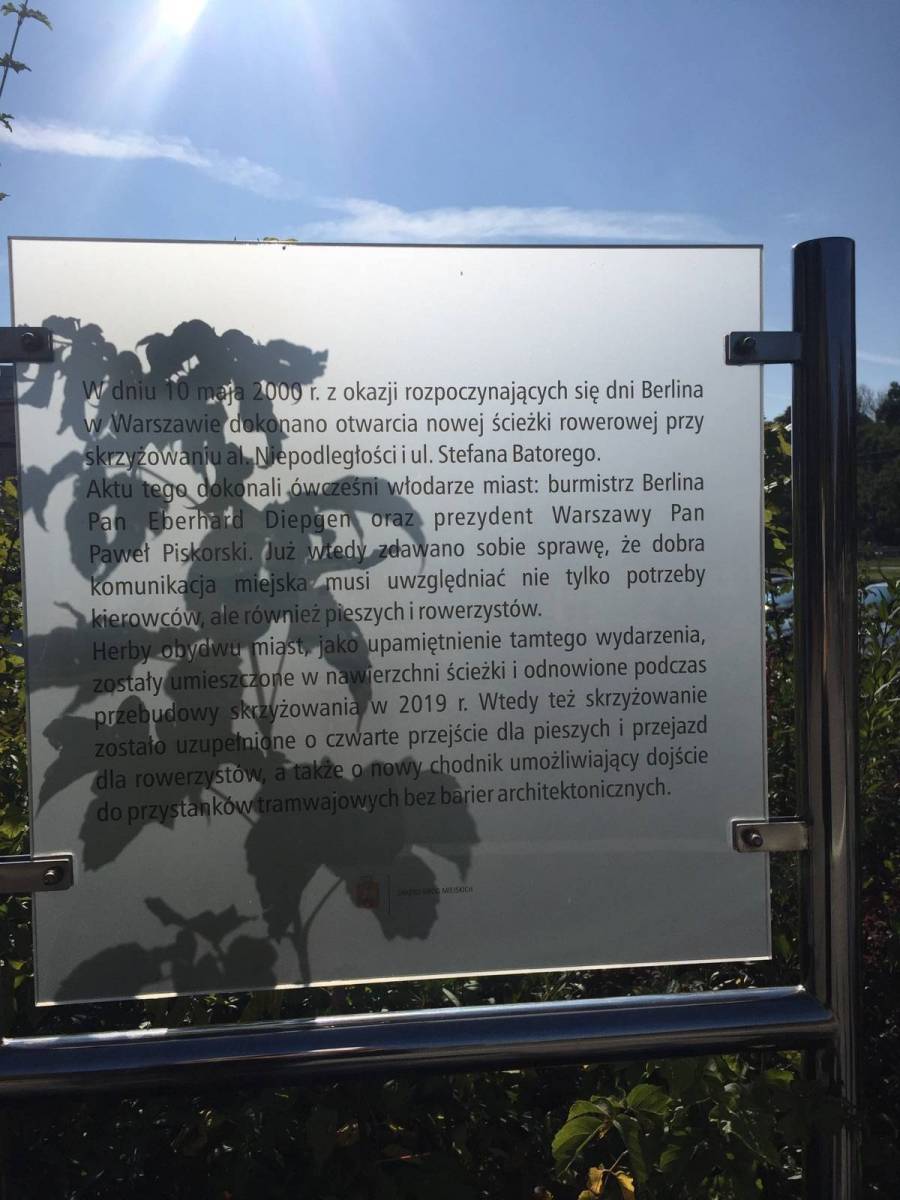 W dniu 10 maja 2000 r. z okazji rozpoczynających się dni Berlina
w Warszawie dokonano otwarcia nowej ścieżki rowerowej przy
skrzyżowaniu al. Niepodległości i ul. Stefana Batorego.
Aktu tego dokonali ówcześni włodarze miast: burmistrz Berlina
Pan Eberhard Diepgen oraz prezydent Warszawy Pan
Paweł Piskorski. Już wtedy zdawano sobie sprawę, że dobra
komunikacja miejska musi uwzględniać nie tylko potrzeby
kierowców, ale również pieszych i rowerzystów.
Herby obydwu miast, jako upamiętnienie tamtego wydarzenia,
zostały umieszczone w nawierzchni ścieżki i odnowione podczas
przebudowy skrzyżowania w 2019 r. Wtedy też skrzyżowanie
zostało uzupełnione o czwarte przejście dla pieszych i przejazd
dla rowerzystów, a także o nowy chodnik umożliwiający dojście
do przystanków tramwajowych bez barier architektonicznych.
ZARZĄD DRÓG MIEJSKICH